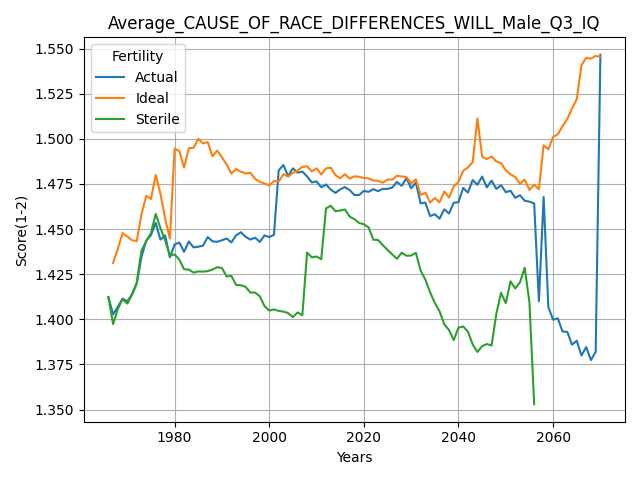 Average_CAUSE_OF_RACE_DIFFERENCES_WILL_Male_Q3_IQ
Fertility
Actual
Ideal
Sterile
Score(1-2)
1.550
1.525
1.500
1.475
1.450
1.425
1.400
1.375
1.350
1980 2000 2020 2040 2060
Years